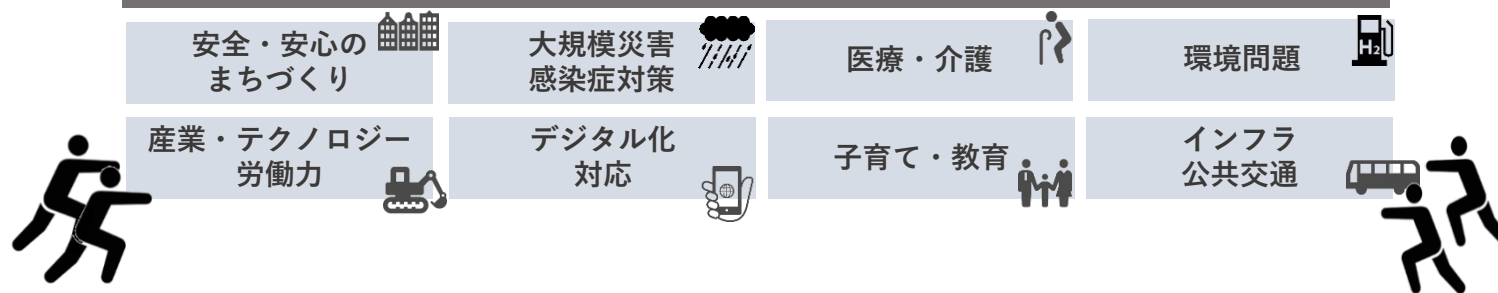 安全・安心の
まちづくり
大規模災害
感染症対策
医療・介護
環境問題
H₂
産業・テクノロジー
労働力
デジタル化
対応
子育て・教育
インフラ
公共交通